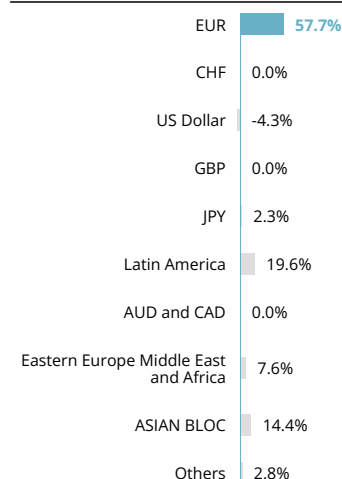 EUR 57.7%
CHF 0.0%
US Dollar -4.3%
GBP 0.0%
JPY 2.3%
Latin America 19.6%
AUD and CAD 0.0%
Eastern Europe Middle East
and Africa 7.6%
ASIAN BLOC 14.4%
Others 2.8%